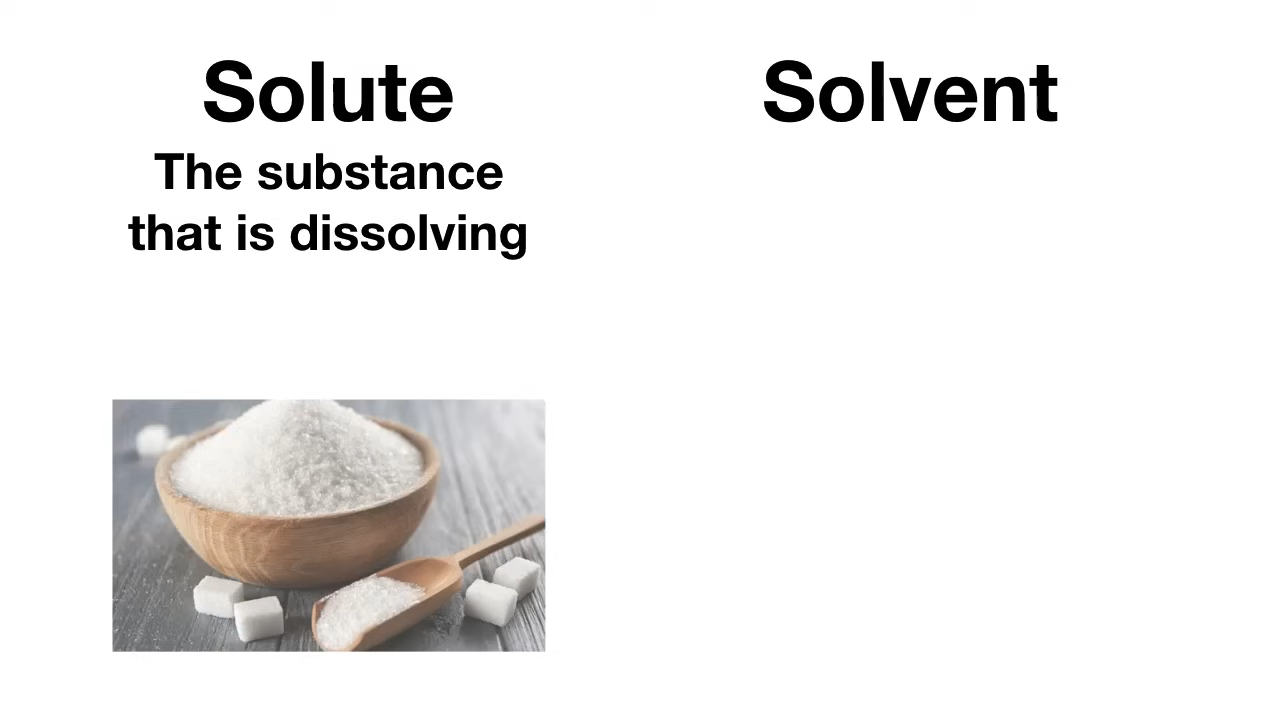 Solute
The substance
that is dissolving
Solvent